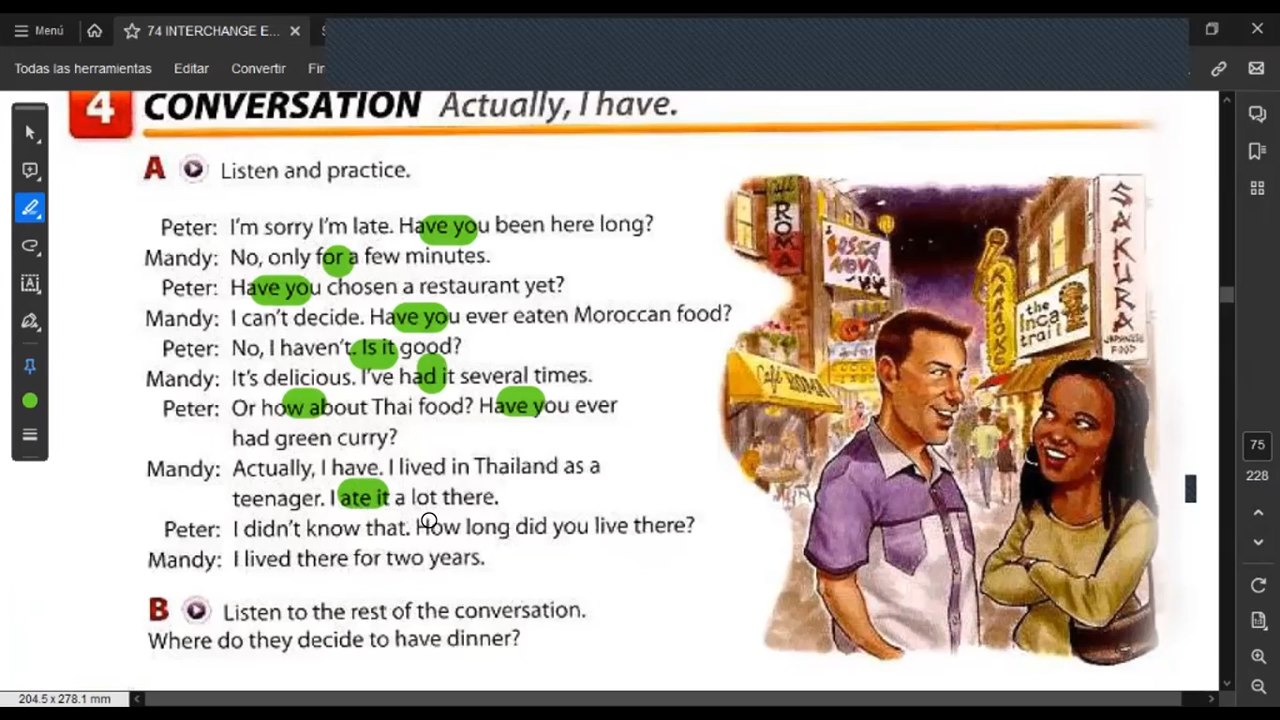 Menú
74 INTERCHANGE E...
Todas las herramientas Editar Convertir Fir
4 CONVERSATION Actually, I have.
A Listen and practice.
Peter: I'm sorry I'm late. Have you been here long?
Mandy: No, only for a few minutes.
Peter: Have you chosen a restaurant yet?
Mandy: I can't decide. Have you ever eaten Moroccan food?
Peter: No, I haven't. Is it good?
Mandy: It's delicious. I've had it several times.
Peter: Or how about Thai food? Have you ever
had green curry?
Mandy: Actually, I have. I lived in Thailand as a
teenager. I ate it a lot there.
Peter: I didn't know that. How long did you live there?
Mandy: I lived there for two years.
B Listen to the rest of the conversation.
Where do they decide to have dinner?
Café
ROMA
BOSSA
NOVA
KARAOKE
the
Inca
trail
SAKURA
JAPANESE
FOOD
Café ROMA
75
228
204.5 x 278.1 mm